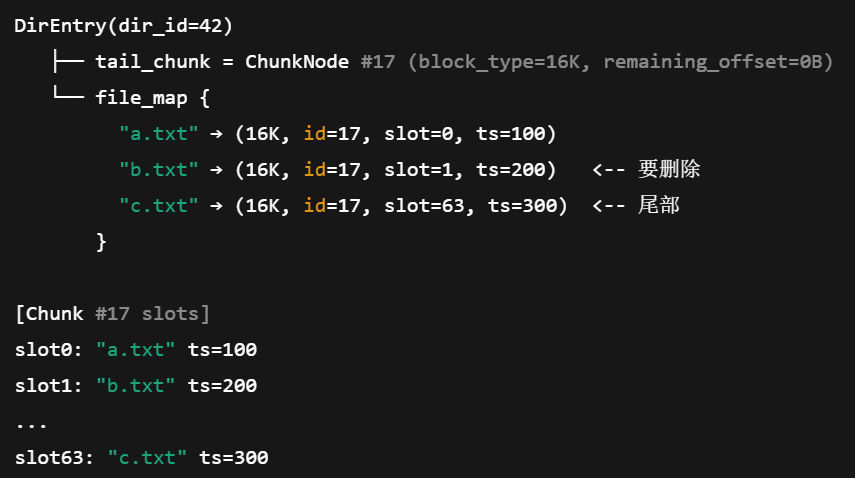 DirEntry(dir_id=42)
├── tail_chunk = ChunkNode #17 (block_type=16K, remaining_offset=0B)
└── file_map {
"a.txt" → (16K, id=17, slot=0, ts=100)
"b.txt" → (16K, id=17, slot=1, ts=200) <-- 要删除
"c.txt" → (16K, id=17, slot=63, ts=300) <-- 尾部
}
[Chunk #17 slots]
slot0: "a.txt" ts=100
slot1: "b.txt" ts=200
...
slot63: "c.txt" ts=300